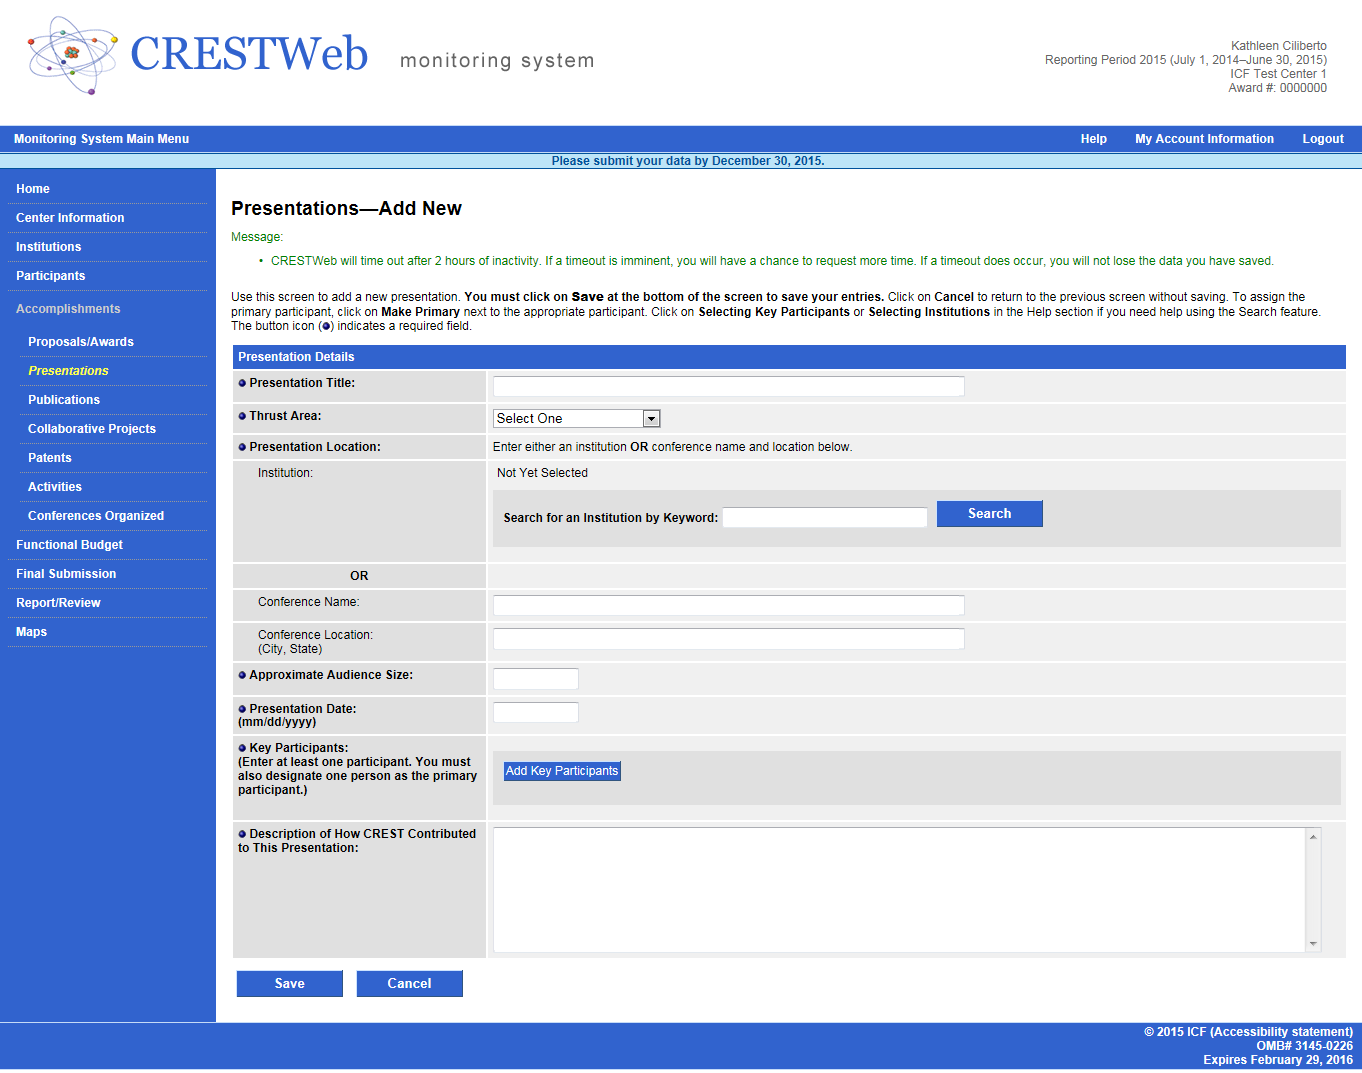 CRESTWeb monitoring system
Kathleen Ciliberto
Reporting Period 2015 (July 1, 2014–June 30, 2015)
ICF Test Center 1
Award #: 0000000
Monitoring System Main Menu Help My Account Information Logout
Please submit your data by December 30, 2015.
Home
Center Information
Institutions
Participants
Accomplishments
Proposals/Awards
Presentations
Publications
Collaborative Projects
Patents
Activities
Conferences Organized
Functional Budget
Final Submission
Report/Review
Maps
Presentations—Add New
Message:
• CRESTWeb will time out after 2 hours of inactivity. If a timeout is imminent, you will have a chance to request more time. If a timeout does occur, you will not lose the data you have saved.
Use this screen to add a new presentation. You must click on Save at the bottom of the screen to save your entries. Click on Cancel to return to the previous screen without saving. To assign the
primary participant, click on Make Primary next to the appropriate participant. Click on Selecting Key Participants or Selecting Institutions in the Help section if you need help using the Search feature.
The button icon ( ) indicates a required field.
Presentation Details
Presentation Title:
Thrust Area: Select One
Presentation Location: Enter either an institution OR conference name and location below.
Institution: Not Yet Selected
Search for an Institution by Keyword: Search
OR
Conference Name:
Conference Location:
(City, State)
Approximate Audience Size:
Presentation Date:
(mm/dd/yyyy)
Key Participants:
(Enter at least one participant. You must
also designate one person as the primary
participant.)
Add Key Participants
Description of How CREST Contributed
to This Presentation:
Save Cancel
© 2015 ICF (Accessibility statement)
OMB# 3145-0226
Expires February 29, 2016